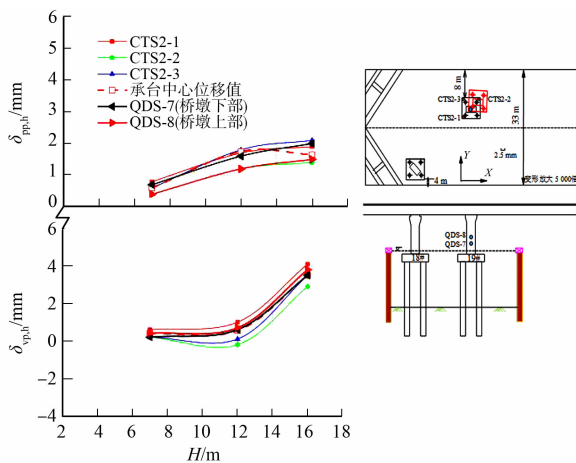 6
5
4
3
2
1
0
δpp,h/mm
CTS2-1
CTS2-2
CTS2-3
承台中心位移值
QDS-7(桥墩下部)
QDS-8(桥墩上部)
4
2
0
−2
−4
δvp,h/mm
2 4 6 8 10 12 14 16 18
H/m
8 m
33 m
CTS2-3
CTS2-2
CTS2-1
Y
X
2.5 mm
4 m
变形放大 5 000倍
QDS-8
QDS-7
18#
19#